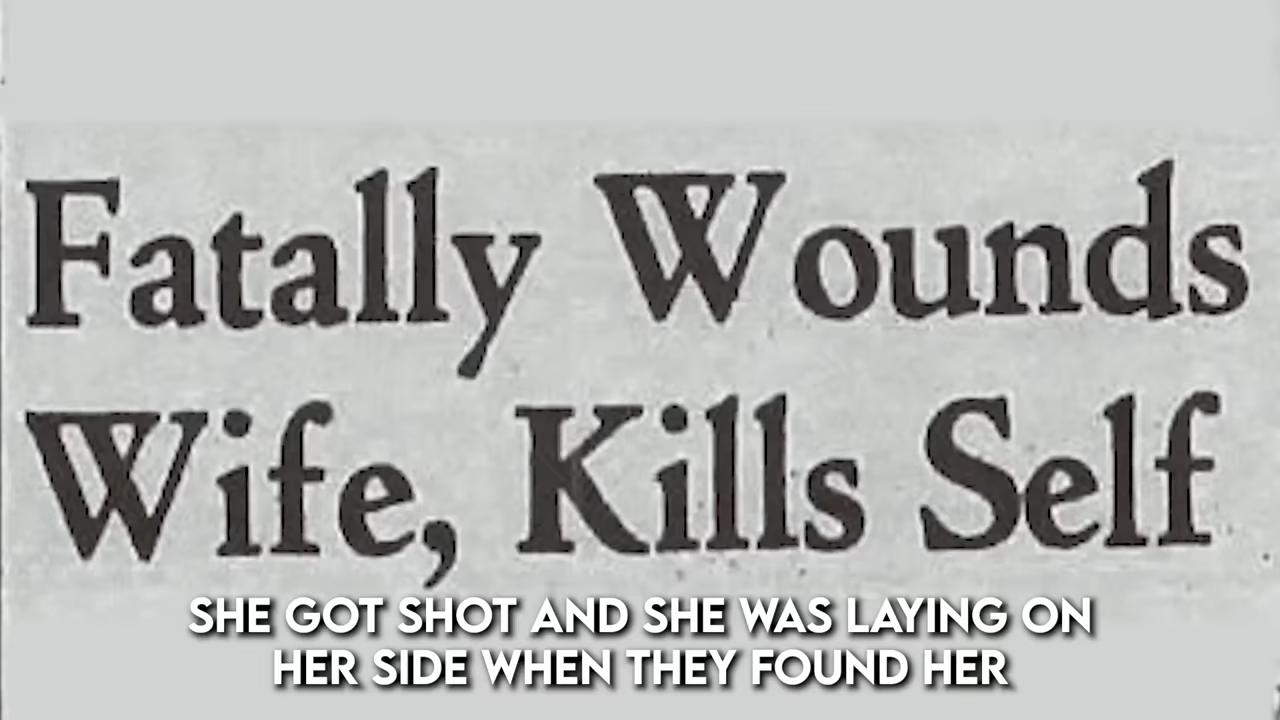 Fatally Wounds
Wife, Kills Self
SHE GOT SHOT AND SHE WAS LAYING ON
HER SIDE WHEN THEY FOUND HER